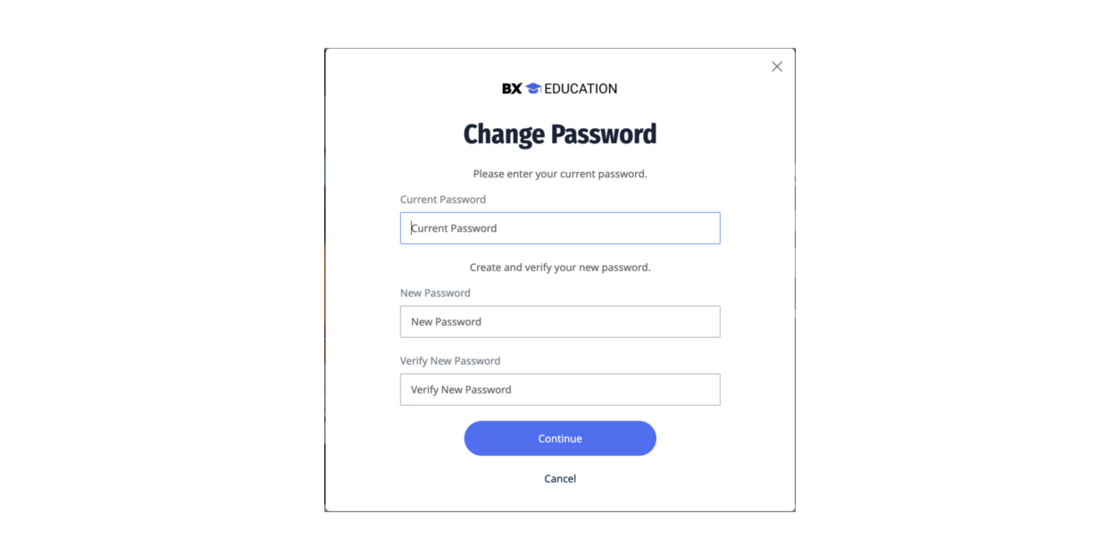 BX EDUCATION
Change Password
Please enter your current password.
Current Password
Current Password
Create and verify your new password.
New Password
New Password
Verify New Password
Verify New Password
Continue
Cancel